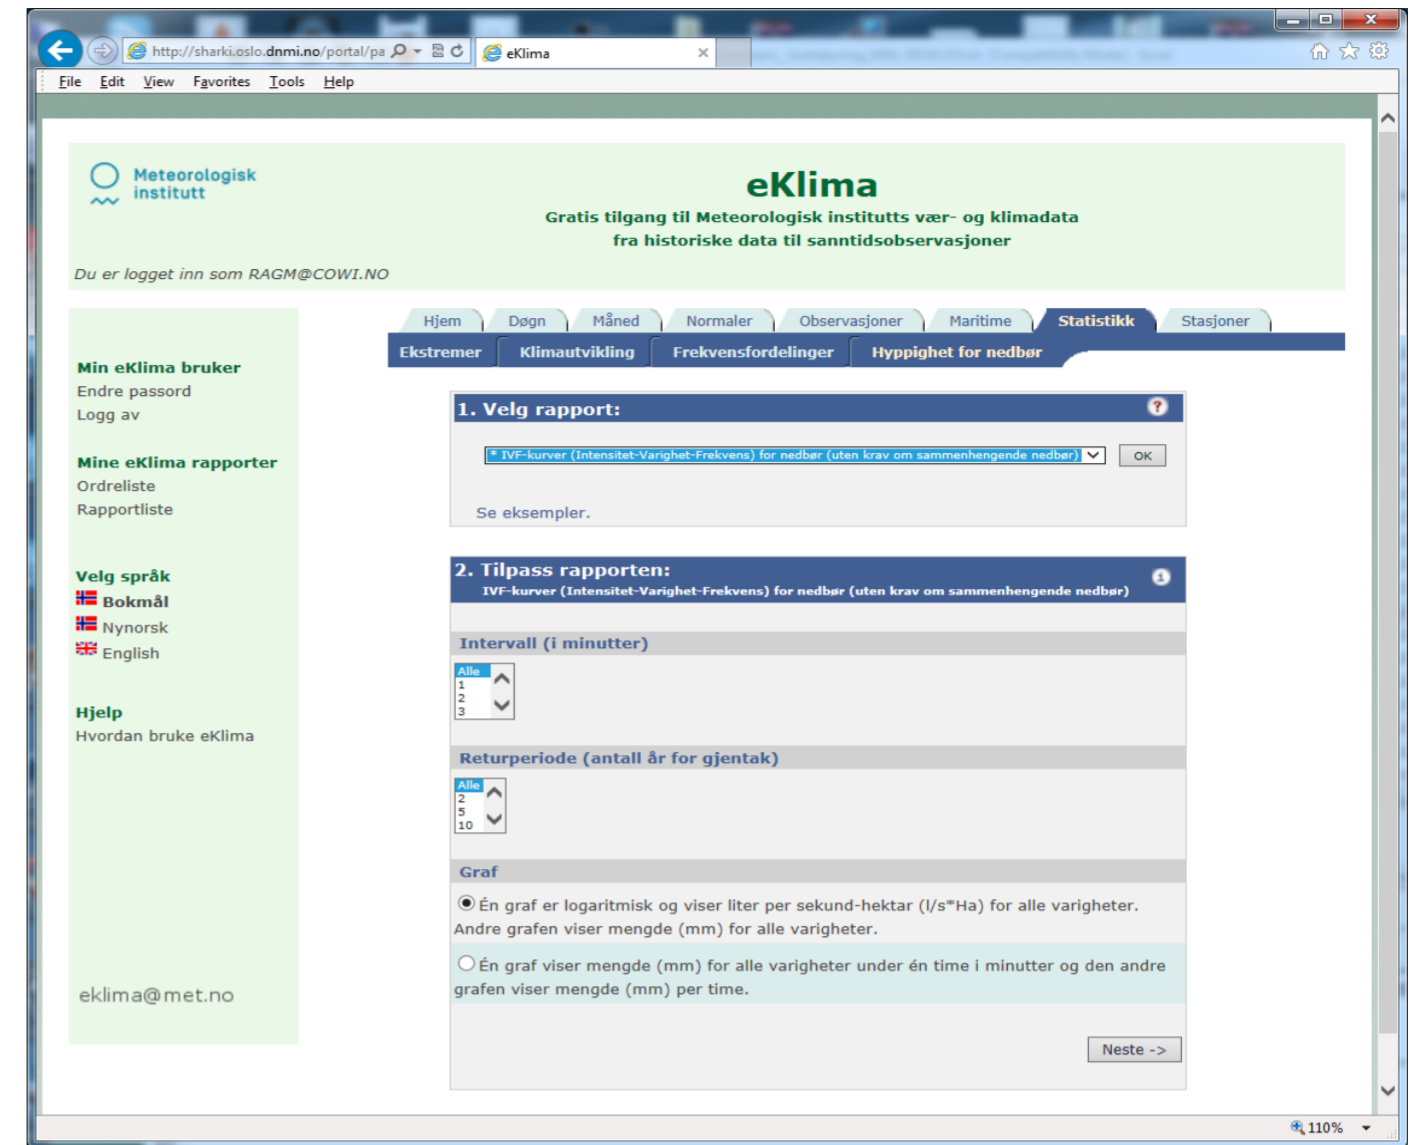 http://sharki.oslo.dnmi.no/portal/pa
eKlima
File Edit View Favorites Tools Help
Meteorologisk
institutt
eKlima
Gratis tilgang til Meteorologisk institutts vær- og klimadata
fra historiske data til sanntidsobservasjoner
Du er logget inn som RAGM@COWI.NO
Hjem Døgn Måned Normaler Observasjoner Maritime Statistikk Stasjoner
Ekstremer Klimautvikling Frekvensfordelinger Hyppighet for nedbør
Min eKlima bruker
Endre passord
Logg av
Mine eKlima rapporter
Ordreliste
Rapportliste
Velg språk
Bokmål
Nynorsk
English
Hjelp
Hvordan bruke eKlima
eklima@met.no
1. Velg rapport: ?
* IVF-kurver (Intensitet-Varighet-Frekvens) for nedbør (uten krav om sammenhengende nedbør) OK
Se eksempler.
2. Tilpass rapporten:
IVF-kurver (Intensitet-Varighet-Frekvens) for nedbør (uten krav om sammenhengende nedbør)
Intervall (i minutter)
Alle
1
2
3
Returperiode (antall år for gjentak)
Alle
2
5
10
Graf
Én graf er logaritmisk og viser liter per sekund-hektar (l/s*Ha) for alle varigheter.
Andre grafen viser mengde (mm) for alle varigheter.
Én graf viser mengde (mm) for alle varigheter under én time i minutter og den andre
grafen viser mengde (mm) per time.
Neste ->
110%